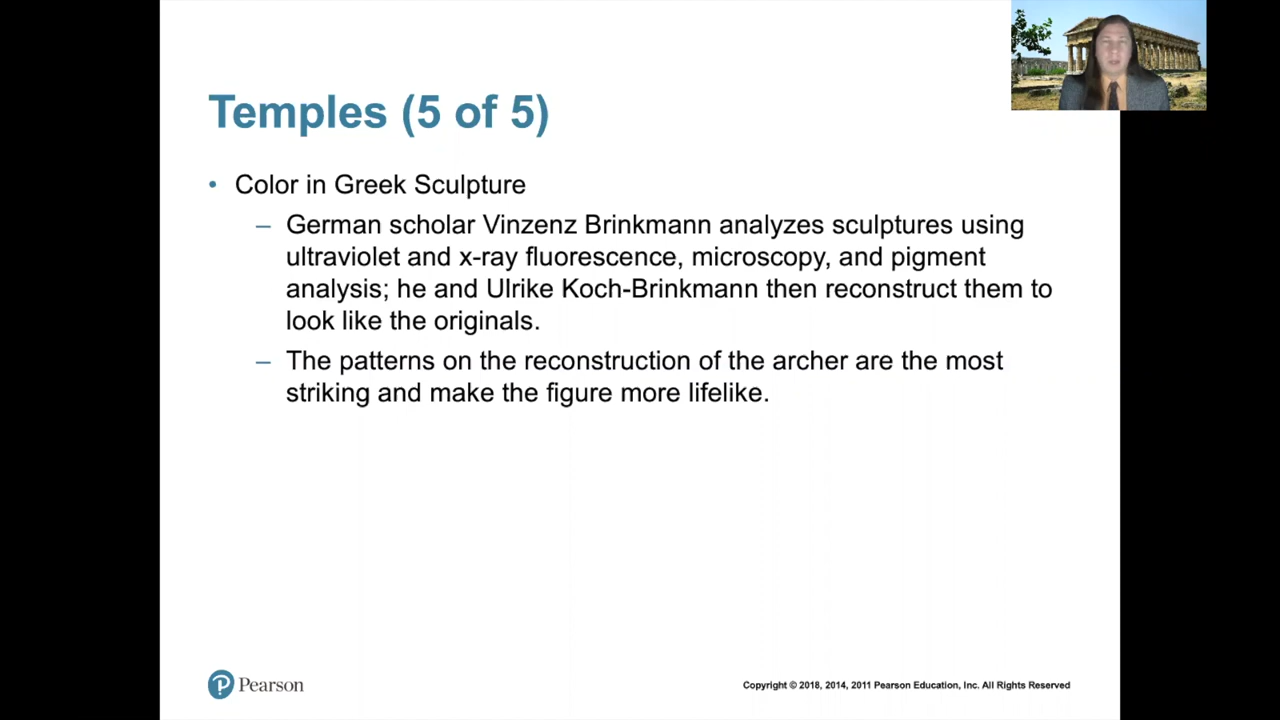 Temples (5 of 5)
• Color in Greek Sculpture
– German scholar Vinzenz Brinkmann analyzes sculptures using
ultraviolet and x-ray fluorescence, microscopy, and pigment
analysis; he and Ulrike Koch-Brinkmann then reconstruct them to
look like the originals.
– The patterns on the reconstruction of the archer are the most
striking and make the figure more lifelike.
P Pearson
Copyright © 2018, 2014, 2011 Pearson Education, Inc. All Rights Reserved